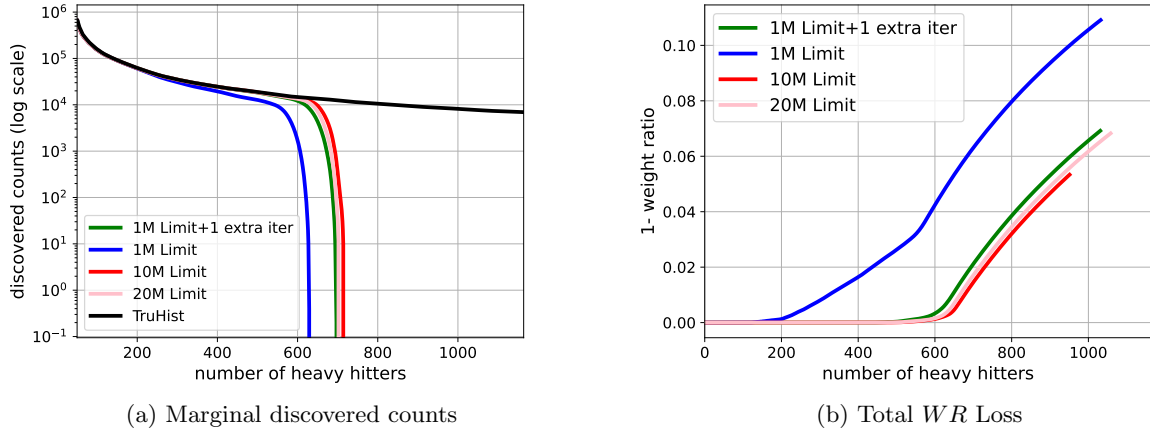 10⁶
10⁵
10⁴
10³
10²
10¹
10⁰
10⁻¹
discovered counts (log scale)
1M Limit+1 extra iter
1M Limit
10M Limit
20M Limit
TruHist
200 400 600 800 1000
number of heavy hitters
(a) Marginal discovered counts
0.10
0.08
0.06
0.04
0.02
0.00
1- weight ratio
1M Limit+1 extra iter
1M Limit
10M Limit
20M Limit
0 200 400 600 800 1000
number of heavy hitters
(b) Total WR Loss